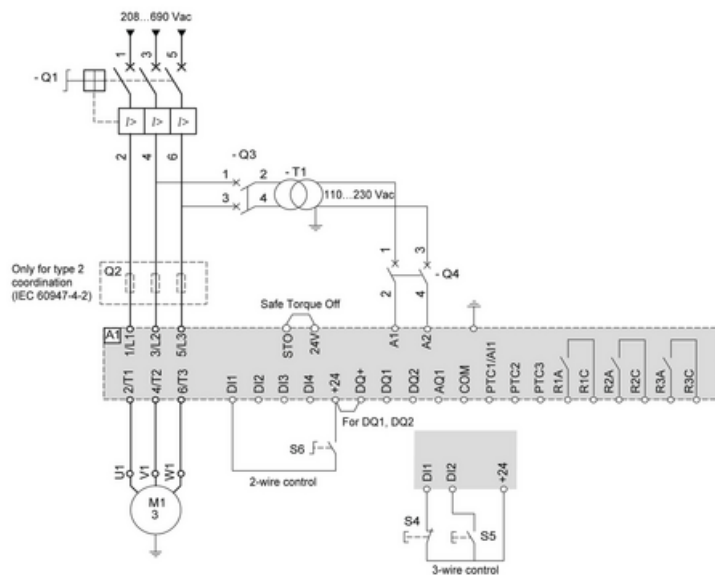 208...690 Vac
1
3
5
- Q1
I>
I>
I>
2
4
6
- Q3
1
2
- T1
3
4
110...230 Vac
Only for type 2
coordination
(IEC 60947-4-2)
Q2
1
3
- Q4
2
4
Safe Torque Off
A1
1/L1
3/L2
5/L3
STO
24V
A1
A2
2/T1
4/T2
6/T3
DI1
DI2
DI3
DI4
+24
DQ+
DQ1
DQ2
AQ1
COM
PTC1/AI1
PTC2
PTC3
R1A
R1C
R2A
R2C
R3A
R3C
For DQ1, DQ2
S6
2-wire control
U1
V1
W1
M1
3
DI1
DI2
+24
S4
S5
3-wire control